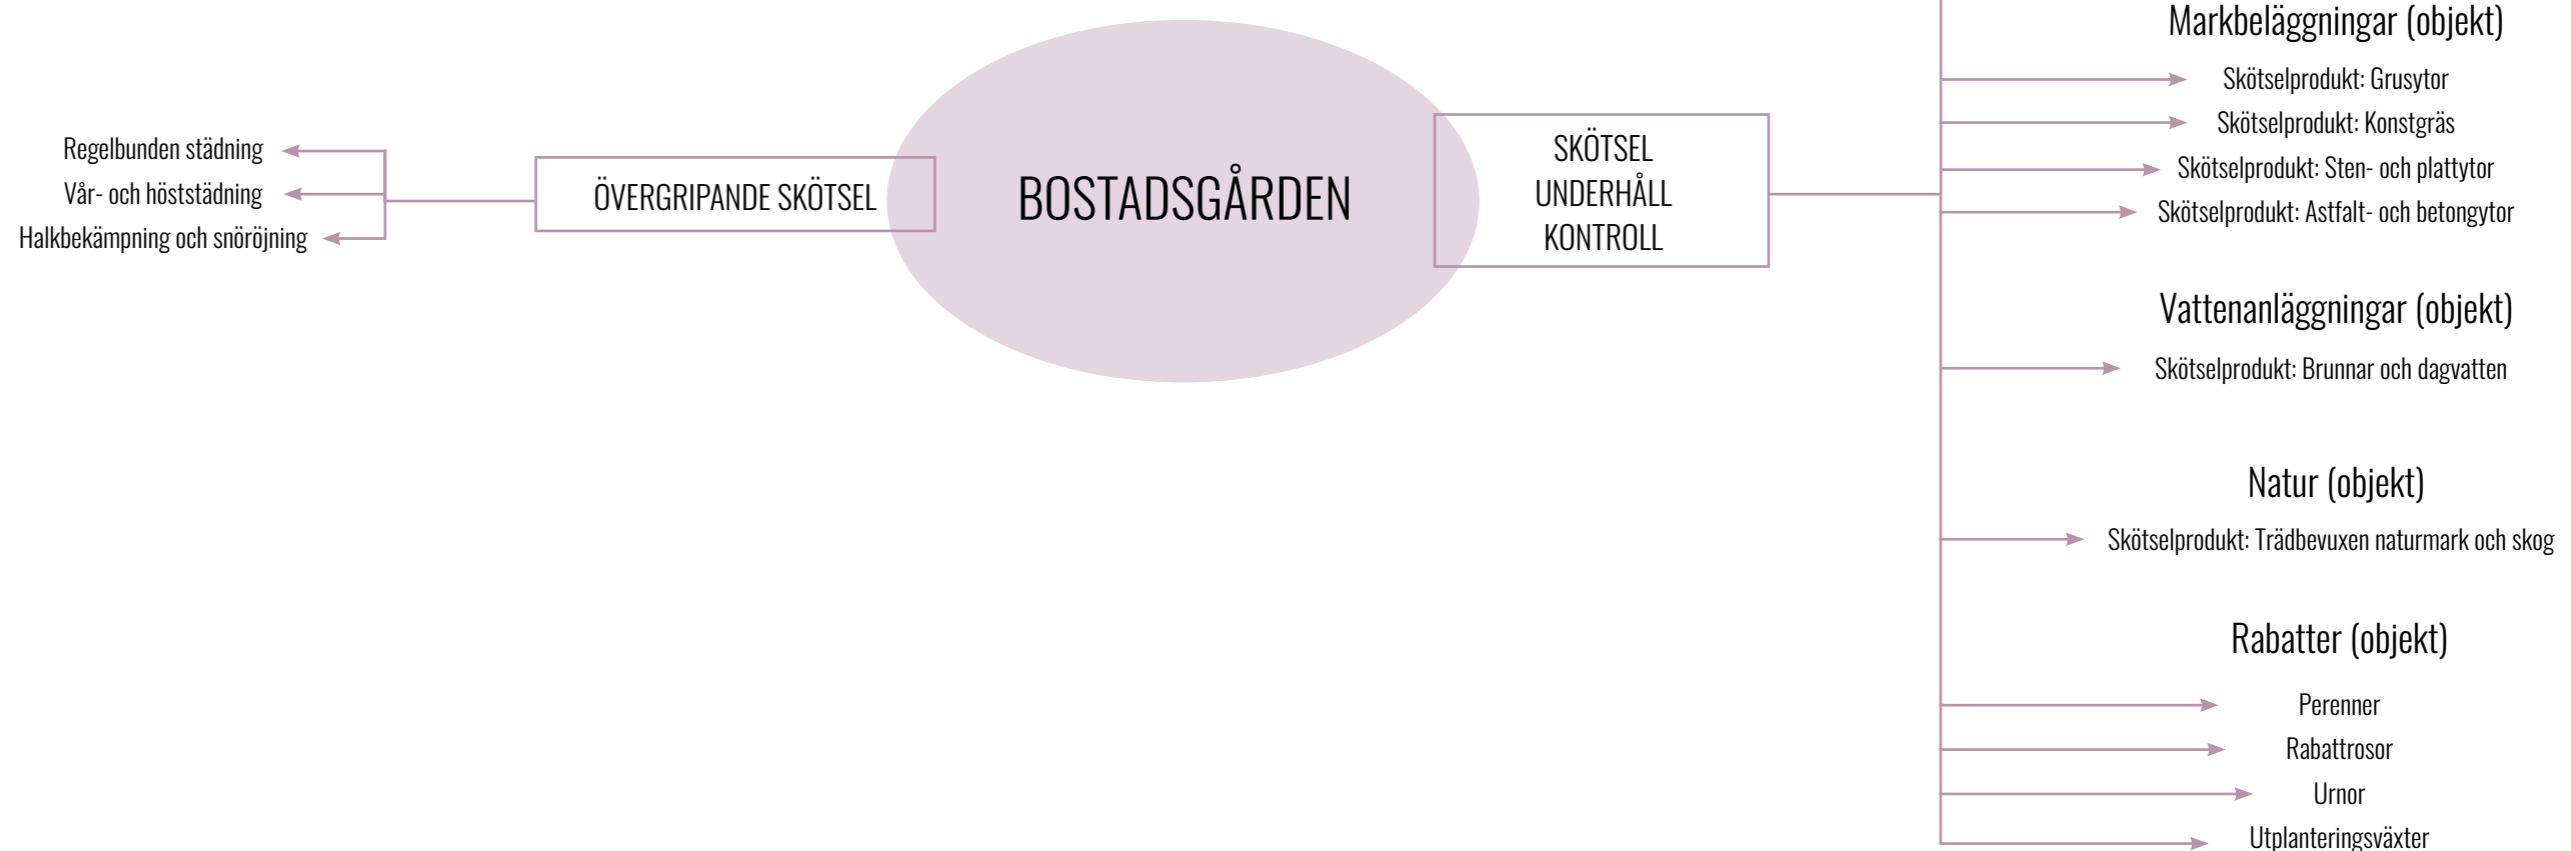 Regelbunden städning
Vår- och höststädning
Halkbekämpning och snöröjning
ÖVERGRIPANDE SKÖTSEL
BOSTADSGÅRDEN
SKÖTSEL
UNDERHÅLL
KONTROLL
Markbeläggningar (objekt)
Skötselprodukt: Grusytor
Skötselprodukt: Konstgräs
Skötselprodukt: Sten- och plattytor
Skötselprodukt: Astfalt- och betongytor
Vattenanläggningar (objekt)
Skötselprodukt: Brunnar och dagvatten
Natur (objekt)
Skötselprodukt: Trädbevuxen naturmark och skog
Rabatter (objekt)
Perenner
Rabattrosor
Urnor
Utplanteringsväxter